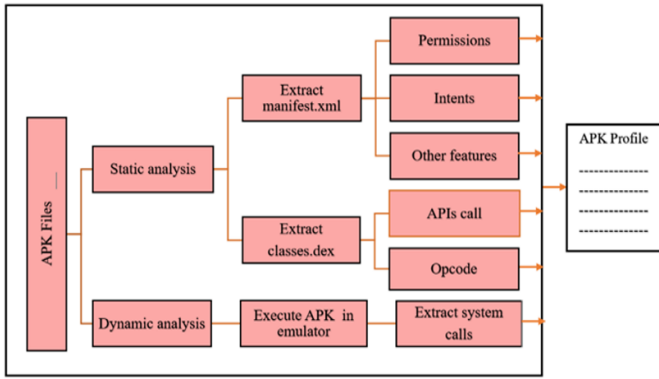 APK Files
Static analysis
Dynamic analysis
Extract
manifest.xml
Extract
classes.dex
Execute APK in
emulator
Permissions
Intents
Other features
APIs call
Opcode
Extract system
calls
APK Profile